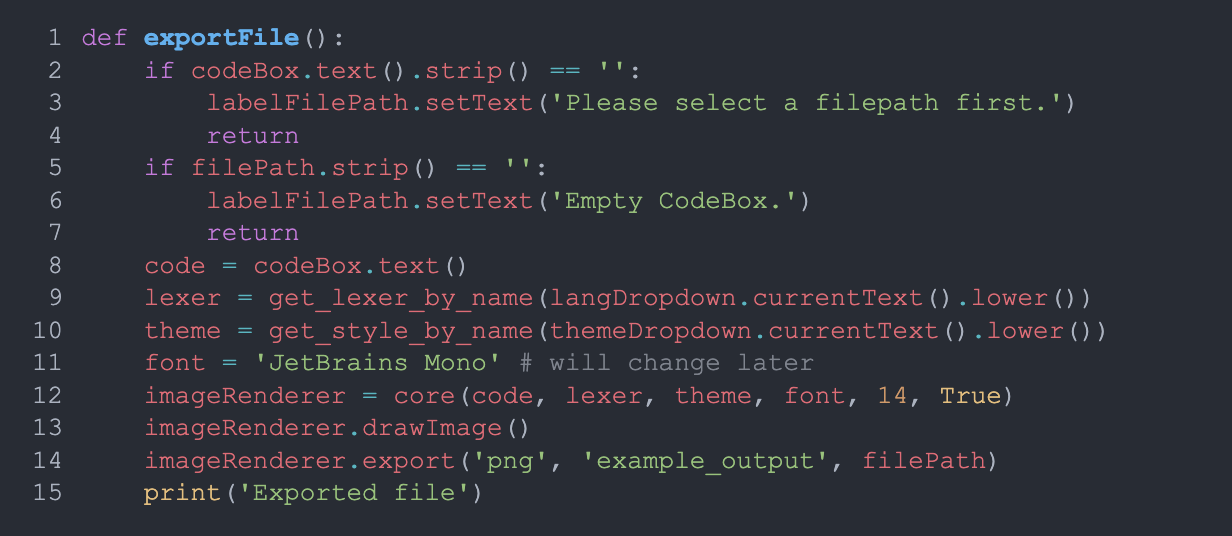 1 def exportFile():
2     if codeBox.text().strip() == '':
3         labelFilePath.setText('Please select a filepath first.')
4         return
5     if filePath.strip() == '':
6         labelFilePath.setText('Empty CodeBox.')
7         return
8     code = codeBox.text()
9     lexer = get_lexer_by_name(langDropdown.currentText().lower())
10     theme = get_style_by_name(themeDropdown.currentText().lower())
11     font = 'JetBrains Mono' # will change later
12     imageRenderer = core(code, lexer, theme, font, 14, True)
13     imageRenderer.drawImage()
14     imageRenderer.export('png', 'example_output', filePath)
15     print('Exported file')